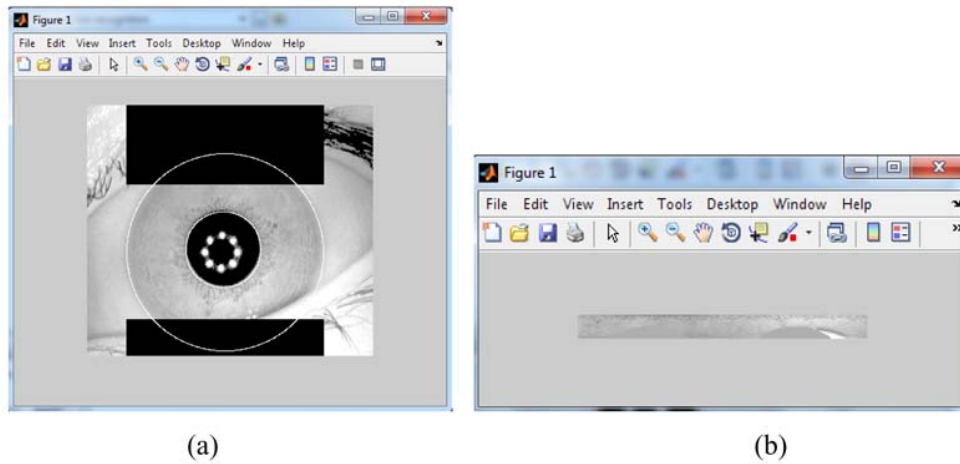 Figure 1
File Edit View Insert Tools Desktop Window Help
Figure 1
File Edit View Insert Tools Desktop Window Help
(a) (b)